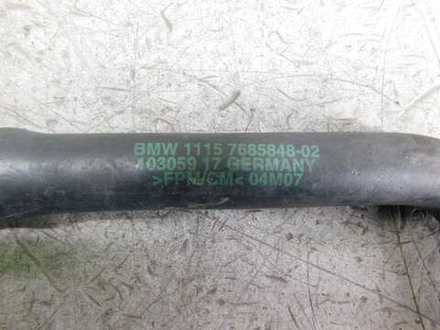 BMW 1115 7685848-02
103059 17 GERMANY
>FPM/CM< 04M07